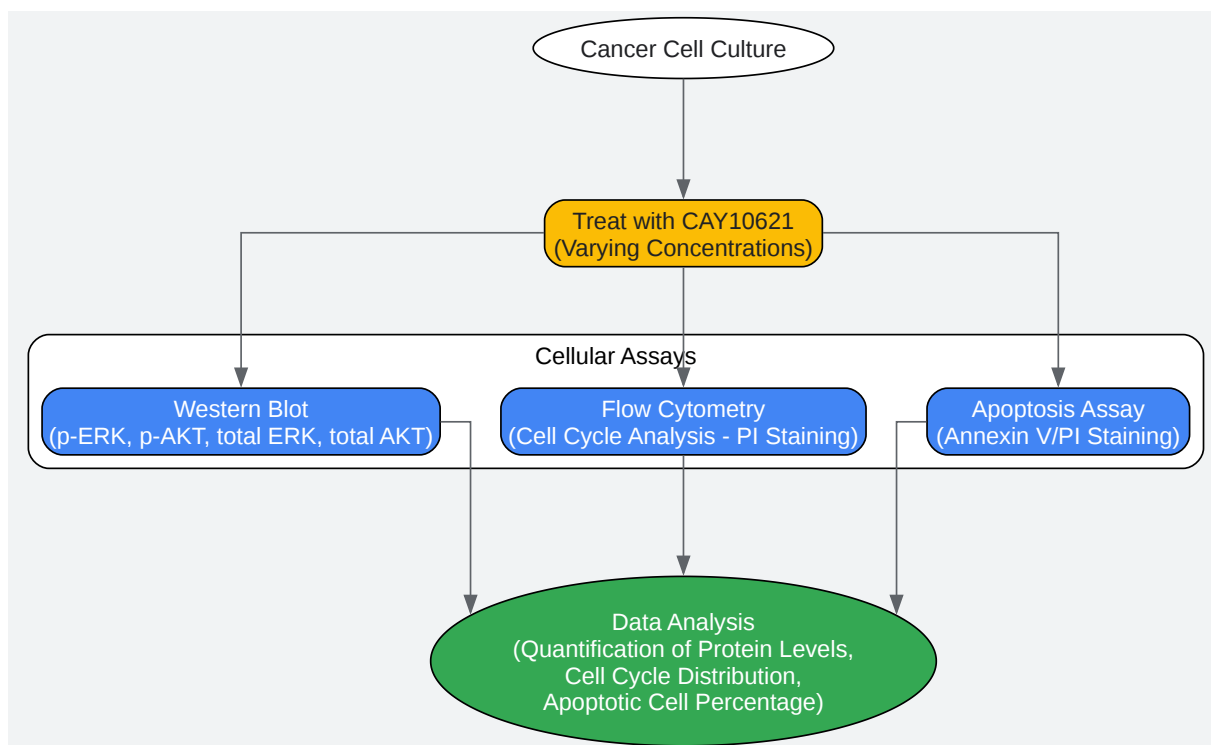 Cancer Cell Culture
Treat with CAY10621
(Varying Concentrations)
Cellular Assays
Western Blot
(p-ERK, p-AKT, total ERK, total AKT)
Flow Cytometry
(Cell Cycle Analysis - PI Staining)
Apoptosis Assay
(Annexin V/PI Staining)
Data Analysis
(Quantification of Protein Levels,
Cell Cycle Distribution,
Apoptotic Cell Percentage)